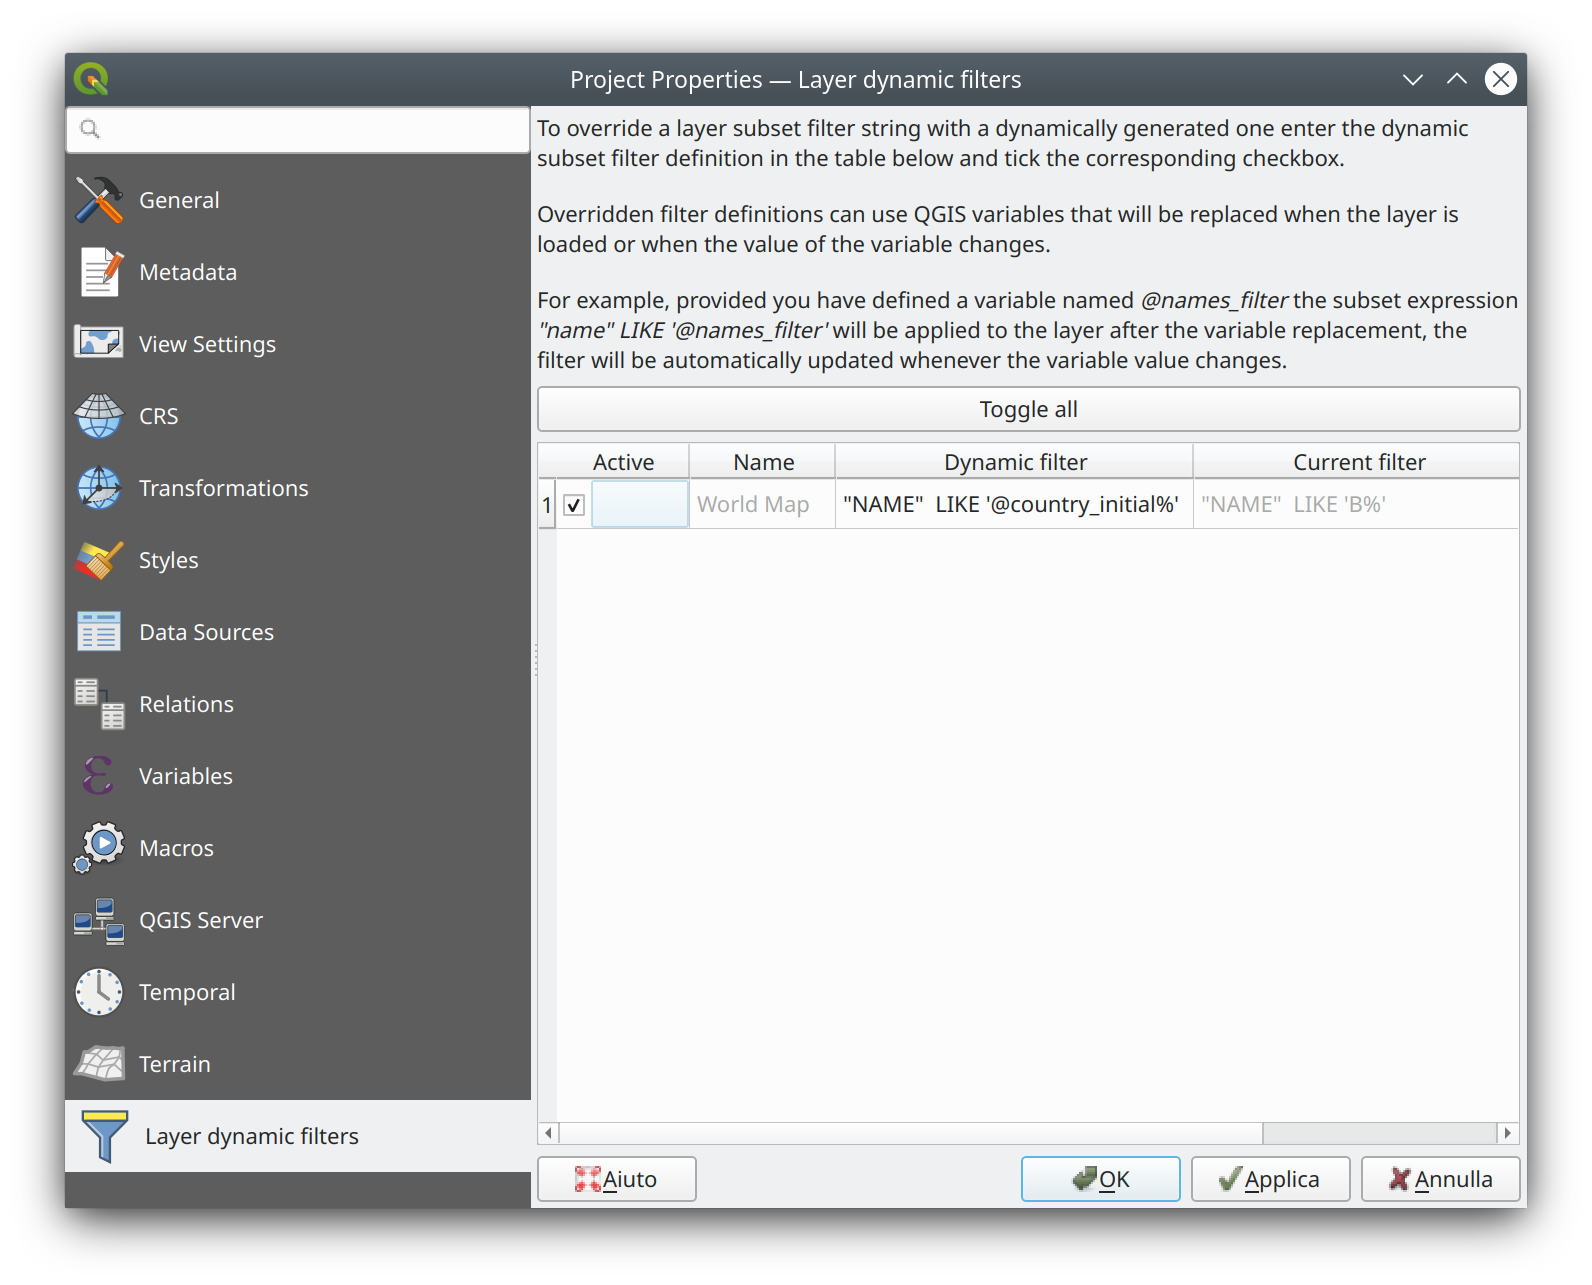 Project Properties — Layer dynamic filters
General
Metadata
View Settings
CRS
Transformations
Styles
Data Sources
Relations
Variables
Macros
QGIS Server
Temporal
Terrain
Layer dynamic filters
To override a layer subset filter string with a dynamically generated one enter the dynamic
subset filter definition in the table below and tick the corresponding checkbox.
Overridden filter definitions can use QGIS variables that will be replaced when the layer is
loaded or when the value of the variable changes.
For example, provided you have defined a variable named @names_filter the subset expression
"name" LIKE '@names_filter' will be applied to the layer after the variable replacement, the
filter will be automatically updated whenever the variable value changes.
Toggle all
Active Name Dynamic filter Current filter
1 World Map "NAME"  LIKE '@country_initial%' "NAME"  LIKE 'B%'
Aiuto OK Applica Annulla